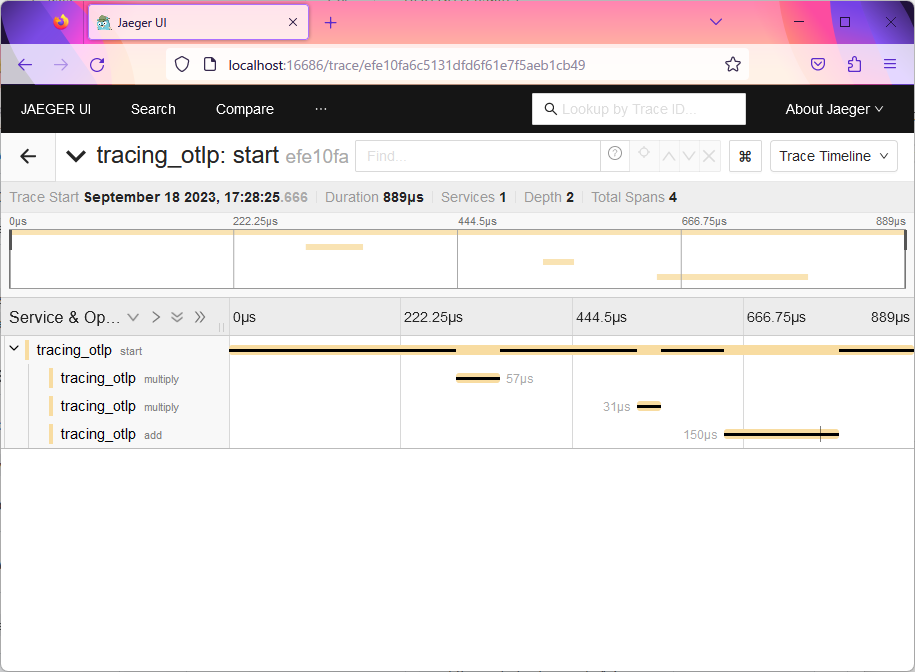 Jaeger UI
localhost:16686/trace/efe10fa6c5131dfd6f61e7f5aeb1cb49
JAEGER UI Search Compare ··· Lookup by Trace ID... About Jaeger
tracing_otlp: start efe10fa Find... ? ⌘ Trace Timeline
Trace Start September 18 2023, 17:28:25.666 Duration 889μs Services 1 Depth 2 Total Spans 4
0μs 222.25μs 444.5μs 666.75μs 889μs
Service & Op... 0μs 222.25μs 444.5μs 666.75μs 889μs
tracing_otlp start
tracing_otlp multiply 57μs
tracing_otlp multiply 31μs
tracing_otlp add 150μs